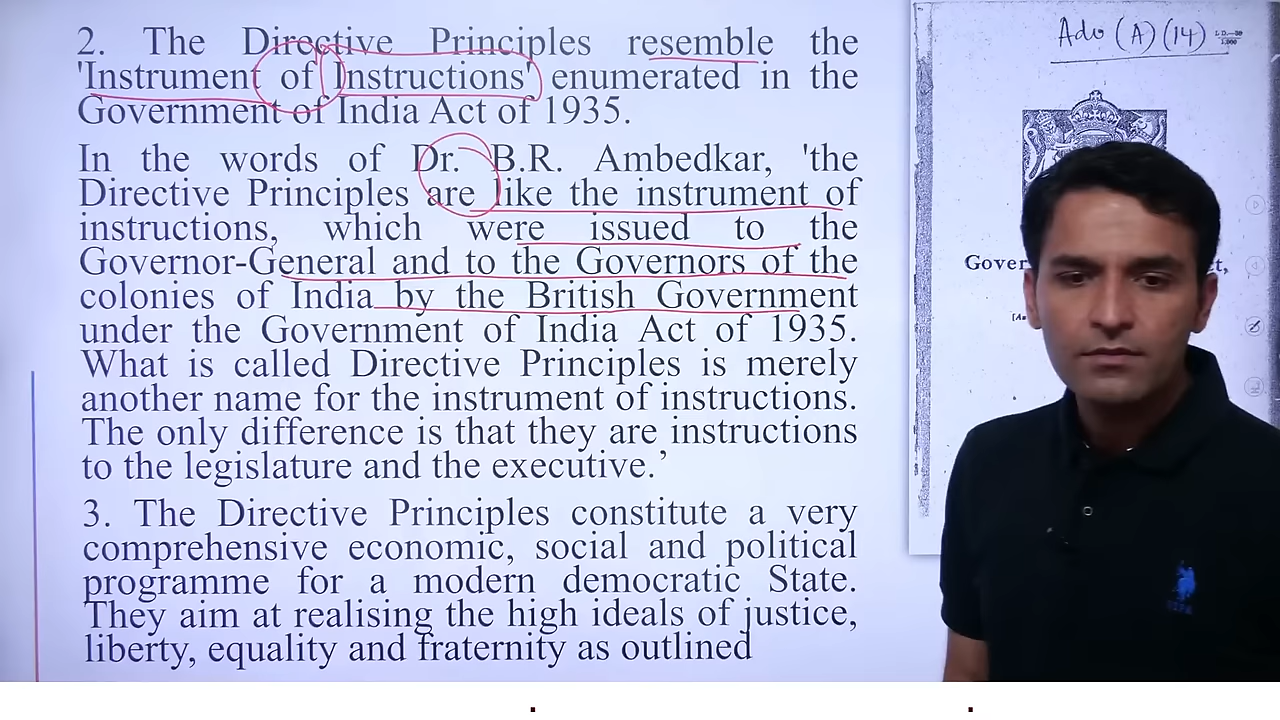 2. The Directive Principles resemble the
'Instrument of Instructions' enumerated in the
Government of India Act of 1935.
In the words of Dr. B.R. Ambedkar, 'the
Directive Principles are like the instrument of
instructions, which were issued to the
Governor-General and to the Governors of the
colonies of India by the British Government
under the Government of India Act of 1935.
What is called Directive Principles is merely
another name for the instrument of instructions.
The only difference is that they are instructions
to the legislature and the executive.’
3. The Directive Principles constitute a very
comprehensive economic, social and political
programme for a modern democratic State.
They aim at realising the high ideals of justice,
liberty, equality and fraternity as outlined
Adv (A) (14)
Gover